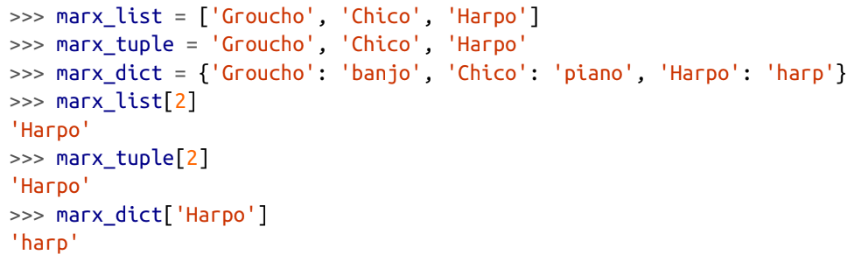 >>> marx_list = ['Groucho', 'Chico', 'Harpo']
>>> marx_tuple = 'Groucho', 'Chico', 'Harpo'
>>> marx_dict = {'Groucho': 'banjo', 'Chico': 'piano', 'Harpo': 'harp'}
>>> marx_list[2]
'Harpo'
>>> marx_tuple[2]
'Harpo'
>>> marx_dict['Harpo']
'harp'